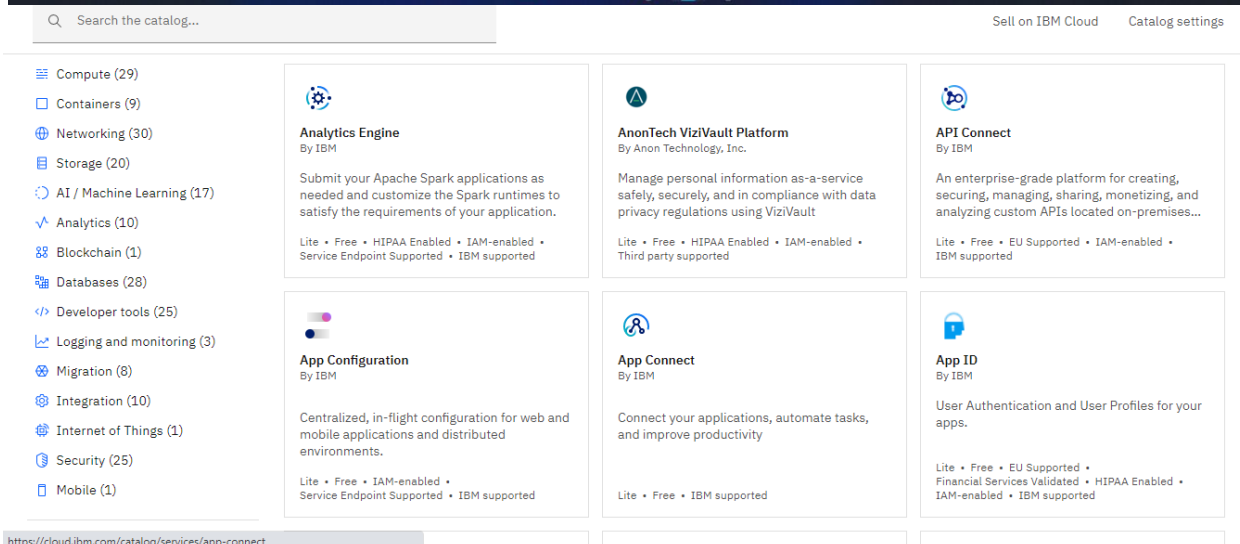 Search the catalog...
Sell on IBM Cloud
Catalog settings
Compute (29)
Containers (9)
Networking (30)
Storage (20)
AI / Machine Learning (17)
Analytics (10)
Blockchain (1)
Databases (28)
Developer tools (25)
Logging and monitoring (3)
Migration (8)
Integration (10)
Internet of Things (1)
Security (25)
Mobile (1)
Analytics Engine
By IBM
Submit your Apache Spark applications as
needed and customize the Spark runtimes to
satisfy the requirements of your application.
Lite • Free • HIPAA Enabled • IAM-enabled •
Service Endpoint Supported • IBM supported
AnonTech ViziVault Platform
By Anon Technology, Inc.
Manage personal information as-a-service
safely, securely, and in compliance with data
privacy regulations using ViziVault
Lite • Free • HIPAA Enabled • IAM-enabled •
Third party supported
API Connect
By IBM
An enterprise-grade platform for creating,
securing, managing, sharing, monetizing, and
analyzing custom APIs located on-premises...
Lite • Free • EU Supported • IAM-enabled •
IBM supported
App Configuration
By IBM
Centralized, in-flight configuration for web and
mobile applications and distributed
environments.
Lite • Free • IAM-enabled •
Service Endpoint Supported • IBM supported
App Connect
By IBM
Connect your applications, automate tasks,
and improve productivity
Lite • Free • IBM supported
App ID
By IBM
User Authentication and User Profiles for your
apps.
Lite • Free • EU Supported •
Financial Services Validated • HIPAA Enabled •
IAM-enabled • IBM supported
https://cloud.ibm.com/catalog/services/app-connect